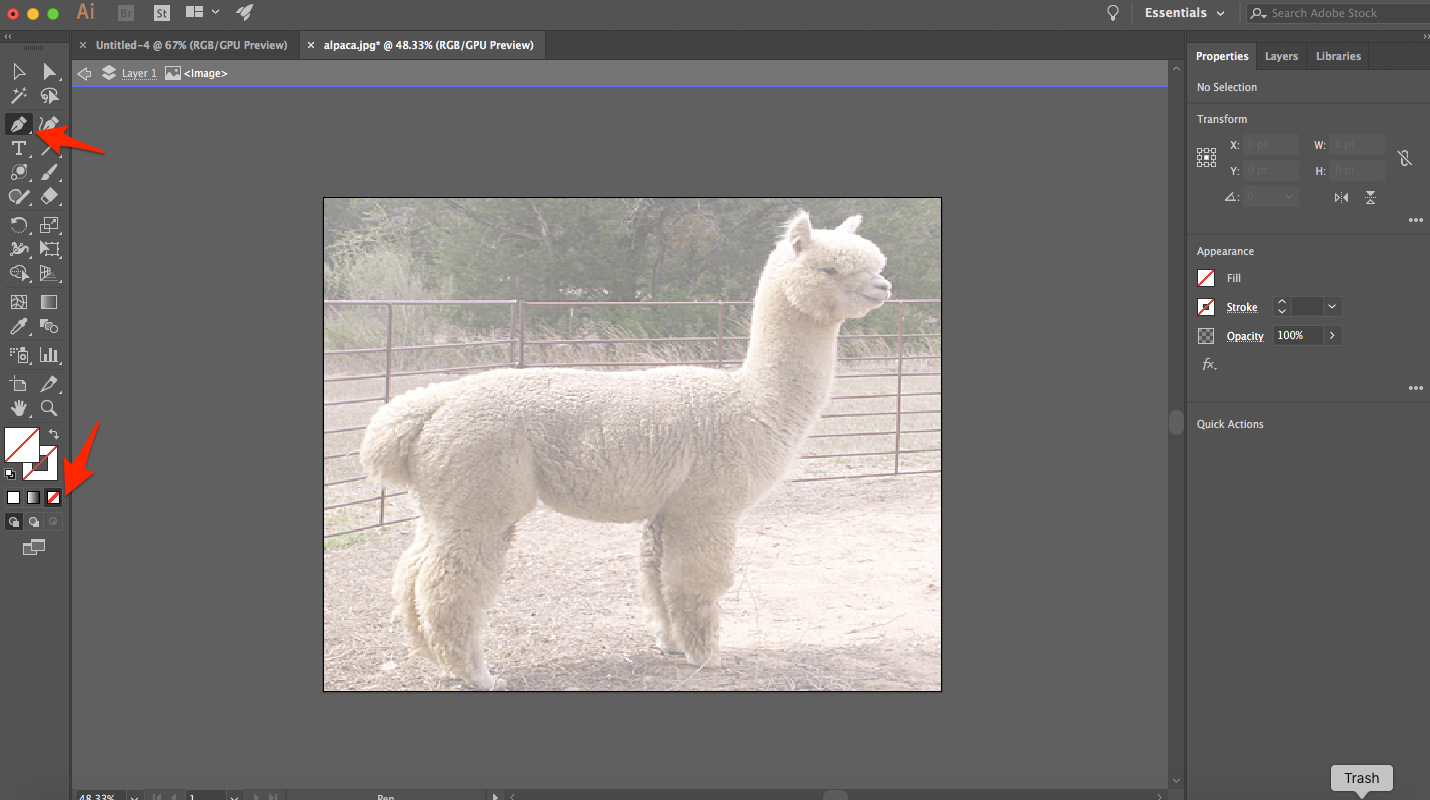 Ai Br St Essentials Search Adobe Stock
Untitled-4 @ 67% (RGB/GPU Preview) alpaca.jpg* @ 48.33% (RGB/GPU Preview)
Layer 1 <Image>
Properties Layers Libraries
No Selection
Transform
X: 0 pt W: 0 pt
Y: 0 pt H: 0 pt
0°
Appearance
Fill
Stroke
Opacity 100%
fx.
Quick Actions
Trash
48.33% 1 Pen